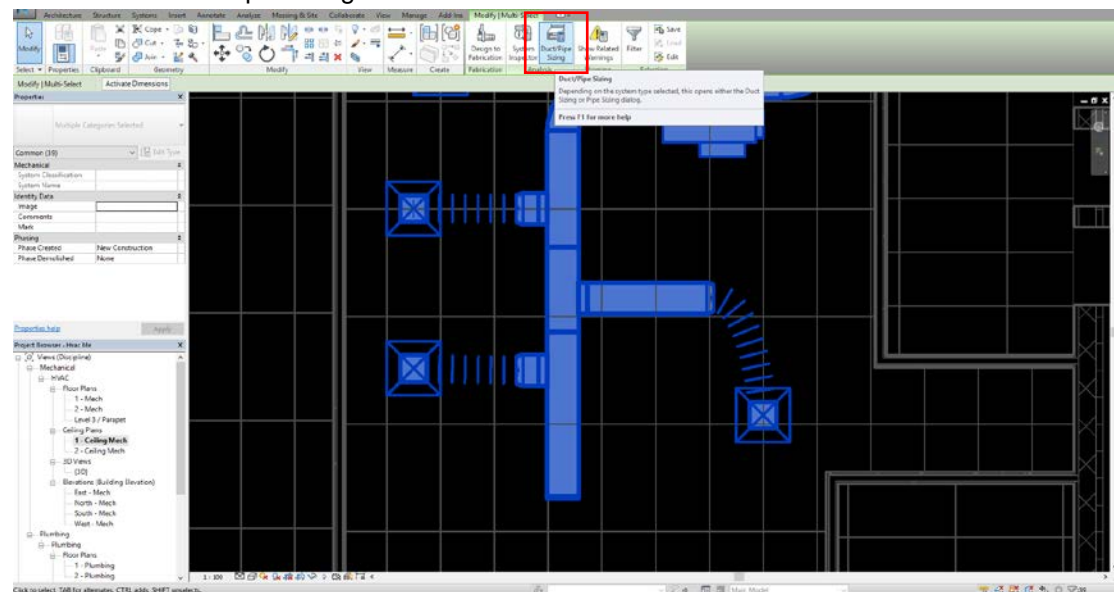 Architecture Structure Systems Insert Annotate Analyze Massing & Site Collaborate View Manage Add-Ins Modify | Multi-Select
Modify
Paste
Cope
Cut
Join
Design to Fabrication
System Inspector
Duct/Pipe Sizing
Show Related Warnings
Filter
Save
Load
Edit
Select Properties Clipboard Geometry Modify View Measure Create Fabrication Analysis
Modify | Multi-Select Activate Dimensions
Duct/Pipe Sizing
Depending on the system type selected, this opens either the Duct
Sizing or Pipe Sizing dialog.
Press F1 for more help
Properties X
Multiple Categories Selected
Common (19) Edit Type
Mechanical
System Classification
System Name
Identity Data
Image
Comments
Mark
Phasing
Phase Created New Construction
Phase Demolished None
Properties help Apply
Project Browser - Hvac Me X
Views (Discipline)
Mechanical
HVAC
Floor Plans
1 - Mech
2 - Mech
Level 3 / Parapet
Ceiling Plans
1 - Ceiling Mech
2 - Ceiling Mech
3D Views
{3D}
Elevations (Building Elevation)
East - Mech
North - Mech
South - Mech
West - Mech
Plumbing
Plumbing
Floor Plans
1 - Plumbing
2 - Plumbing
1 : 100
Click to select, TAB for alternates, CTRL adds, SHIFT unselects.
Main Model